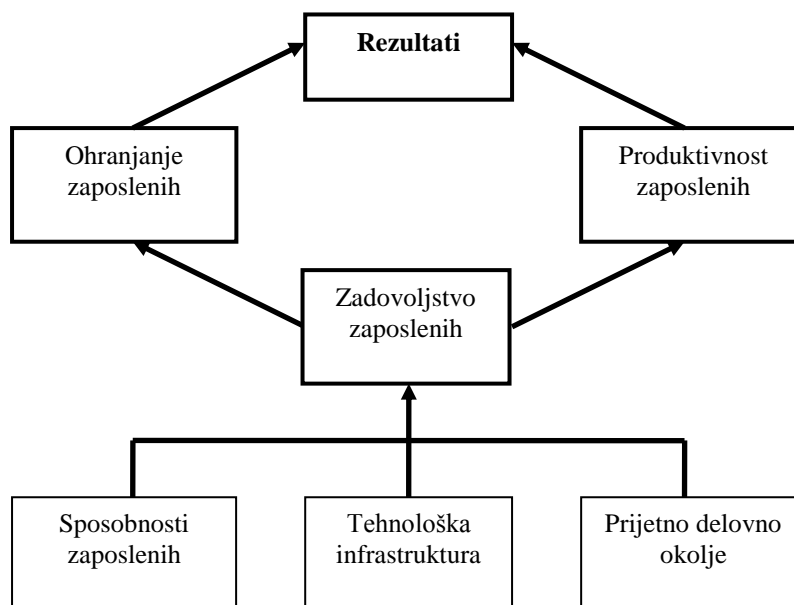 Rezultati
Ohranjanje
zaposlenih
Produktivnost
zaposlenih
Zadovoljstvo
zaposlenih
Sposobnosti
zaposlenih
Tehnološka
infrastruktura
Prijetno delovno
okolje